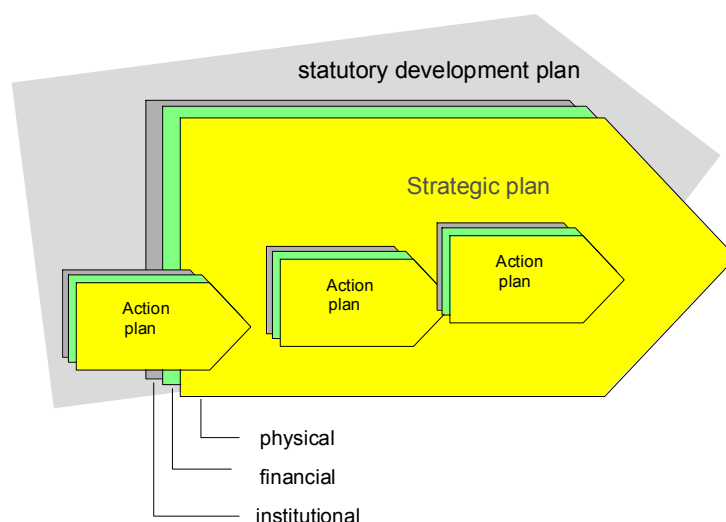 statutory development plan
Strategic plan
Action
plan
Action
plan
Action
plan
physical
financial
institutional